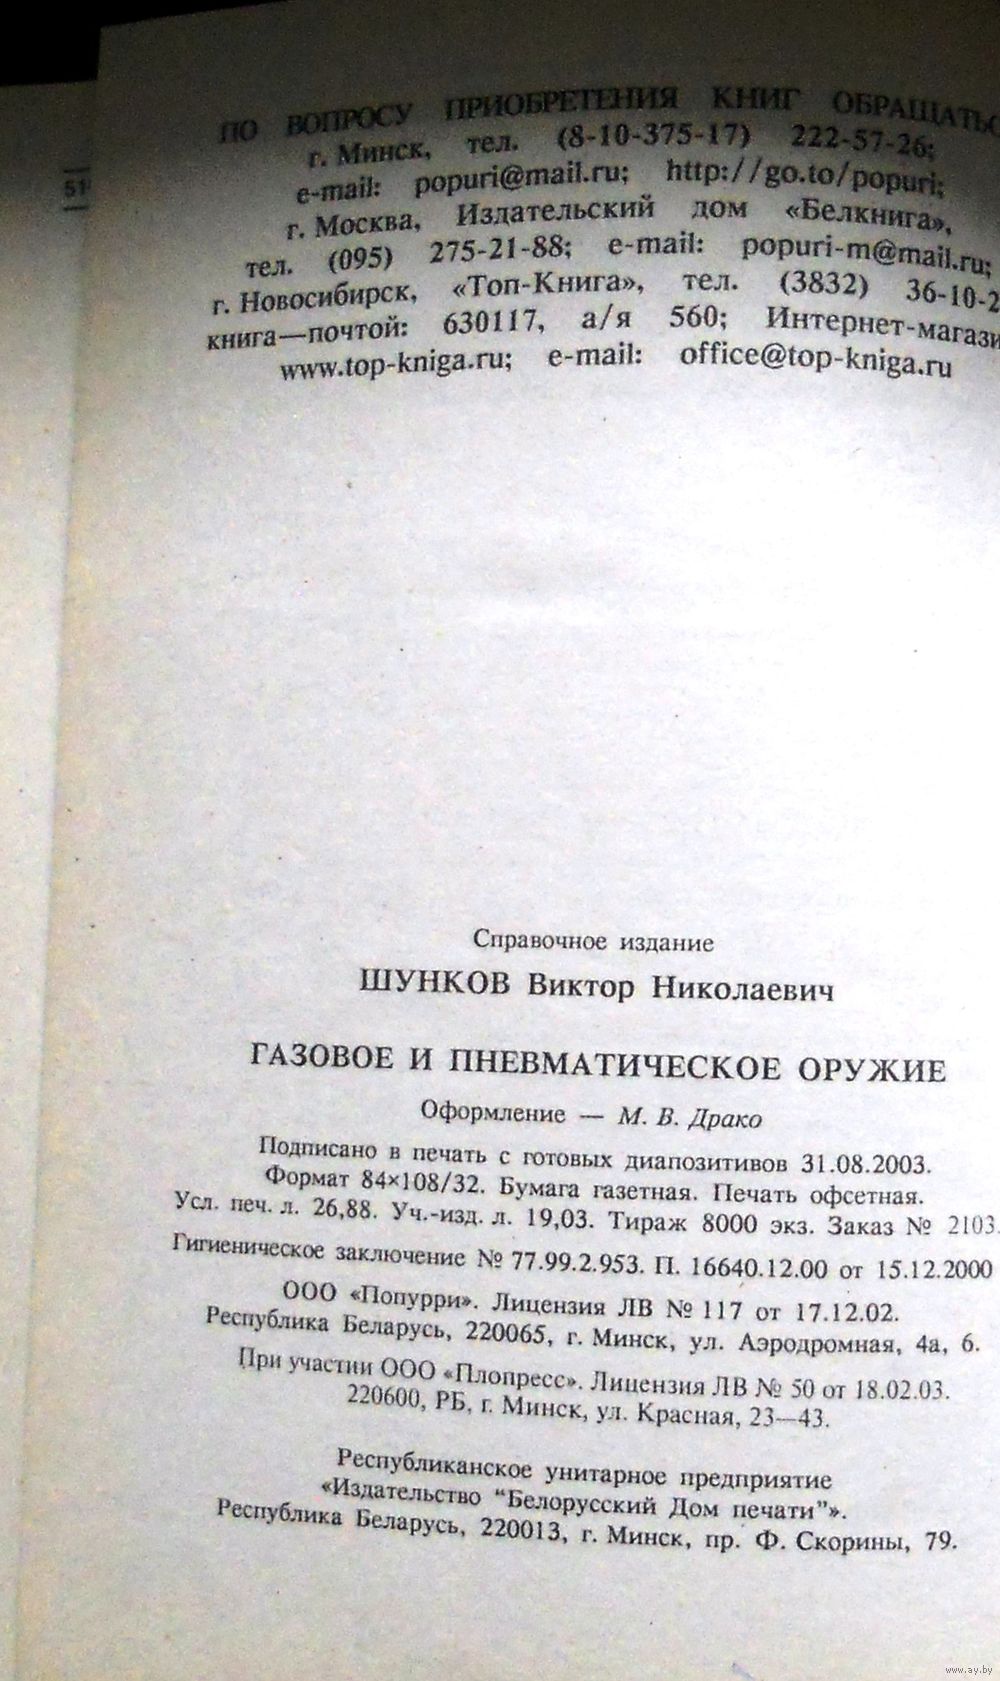 ПО ВОПРОСУ ПРИОБРЕТЕНИЯ КНИГ ОБРАЩАТЬС
г. Минск, тел. (8-10-375-17) 222-57-26;
e-mail: popuri@mail.ru; http://go.to/popuri;
г. Москва, Издательский дом «Белкнига»,
тел. (095) 275-21-88; e-mail: popuri-m@mail.ru;
г. Новосибирск, «Топ-Книга», тел. (3832) 36-10-2
книга—почтой: 630117, а/я 560; Интернет-магази
www.top-kniga.ru; e-mail: office@top-kniga.ru
51
Справочное издание
ШУНКОВ Виктор Николаевич
ГАЗОВОЕ И ПНЕВМАТИЧЕСКОЕ ОРУЖИЕ
Оформление — М. В. Драко
Подписано в печать с готовых диапозитивов 31.08.2003.
Формат 84×108/32. Бумага газетная. Печать офсетная.
Усл. печ. л. 26,88. Уч.-изд. л. 19,03. Тираж 8000 экз. Заказ № 2103.
Гигиеническое заключение № 77.99.2.953. П. 16640.12.00 от 15.12.2000
ООО «Попурри». Лицензия ЛВ № 117 от 17.12.02.
Республика Беларусь, 220065, г. Минск, ул. Аэродромная, 4а, 6.
При участии ООО «Плопресс». Лицензия ЛВ № 50 от 18.02.03.
220600, РБ, г. Минск, ул. Красная, 23—43.
Республиканское унитарное предприятие
«Издательство “Белорусский Дом печати”».
Республика Беларусь, 220013, г. Минск, пр. Ф. Скорины, 79.
www.ay.by